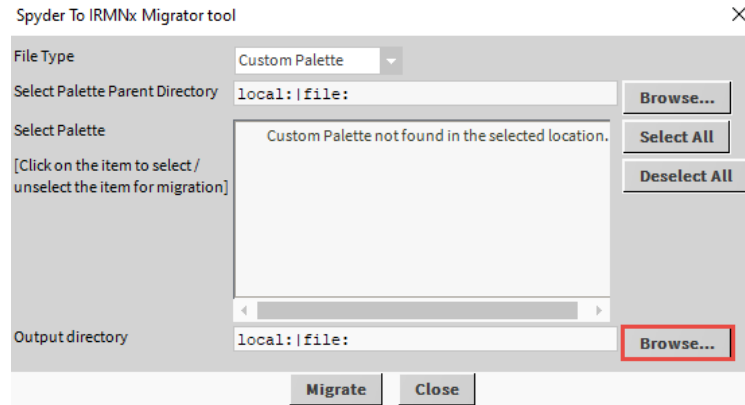 Spyder To IRMNx Migrator tool
File Type
Custom Palette
Select Palette Parent Directory
local:|file:
Browse...
Select Palette
Custom Palette not found in the selected location.
Select All
[Click on the item to select /
unselect the item for migration]
Deselect All
Output directory
local:|file:
Browse...
Migrate
Close